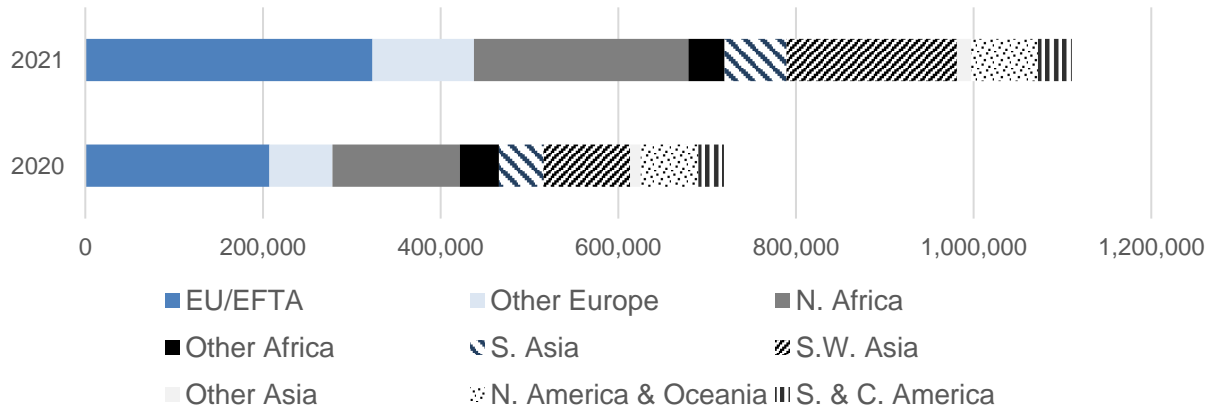 2021
2020
0 200,000 400,000 600,000 800,000 1,000,000 1,200,000
EU/EFTA Other Europe N. Africa
Other Africa S. Asia S.W. Asia
Other Asia N. America & Oceania S. & C. America